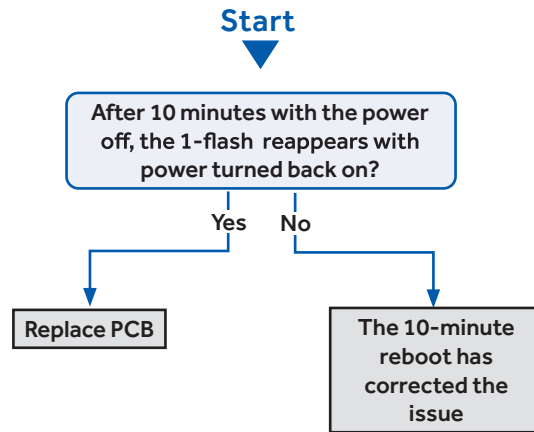 Start
After 10 minutes with the power
off, the 1-flash reappears with
power turned back on?
Yes
No
Replace PCB
The 10-minute
reboot has
corrected the
issue